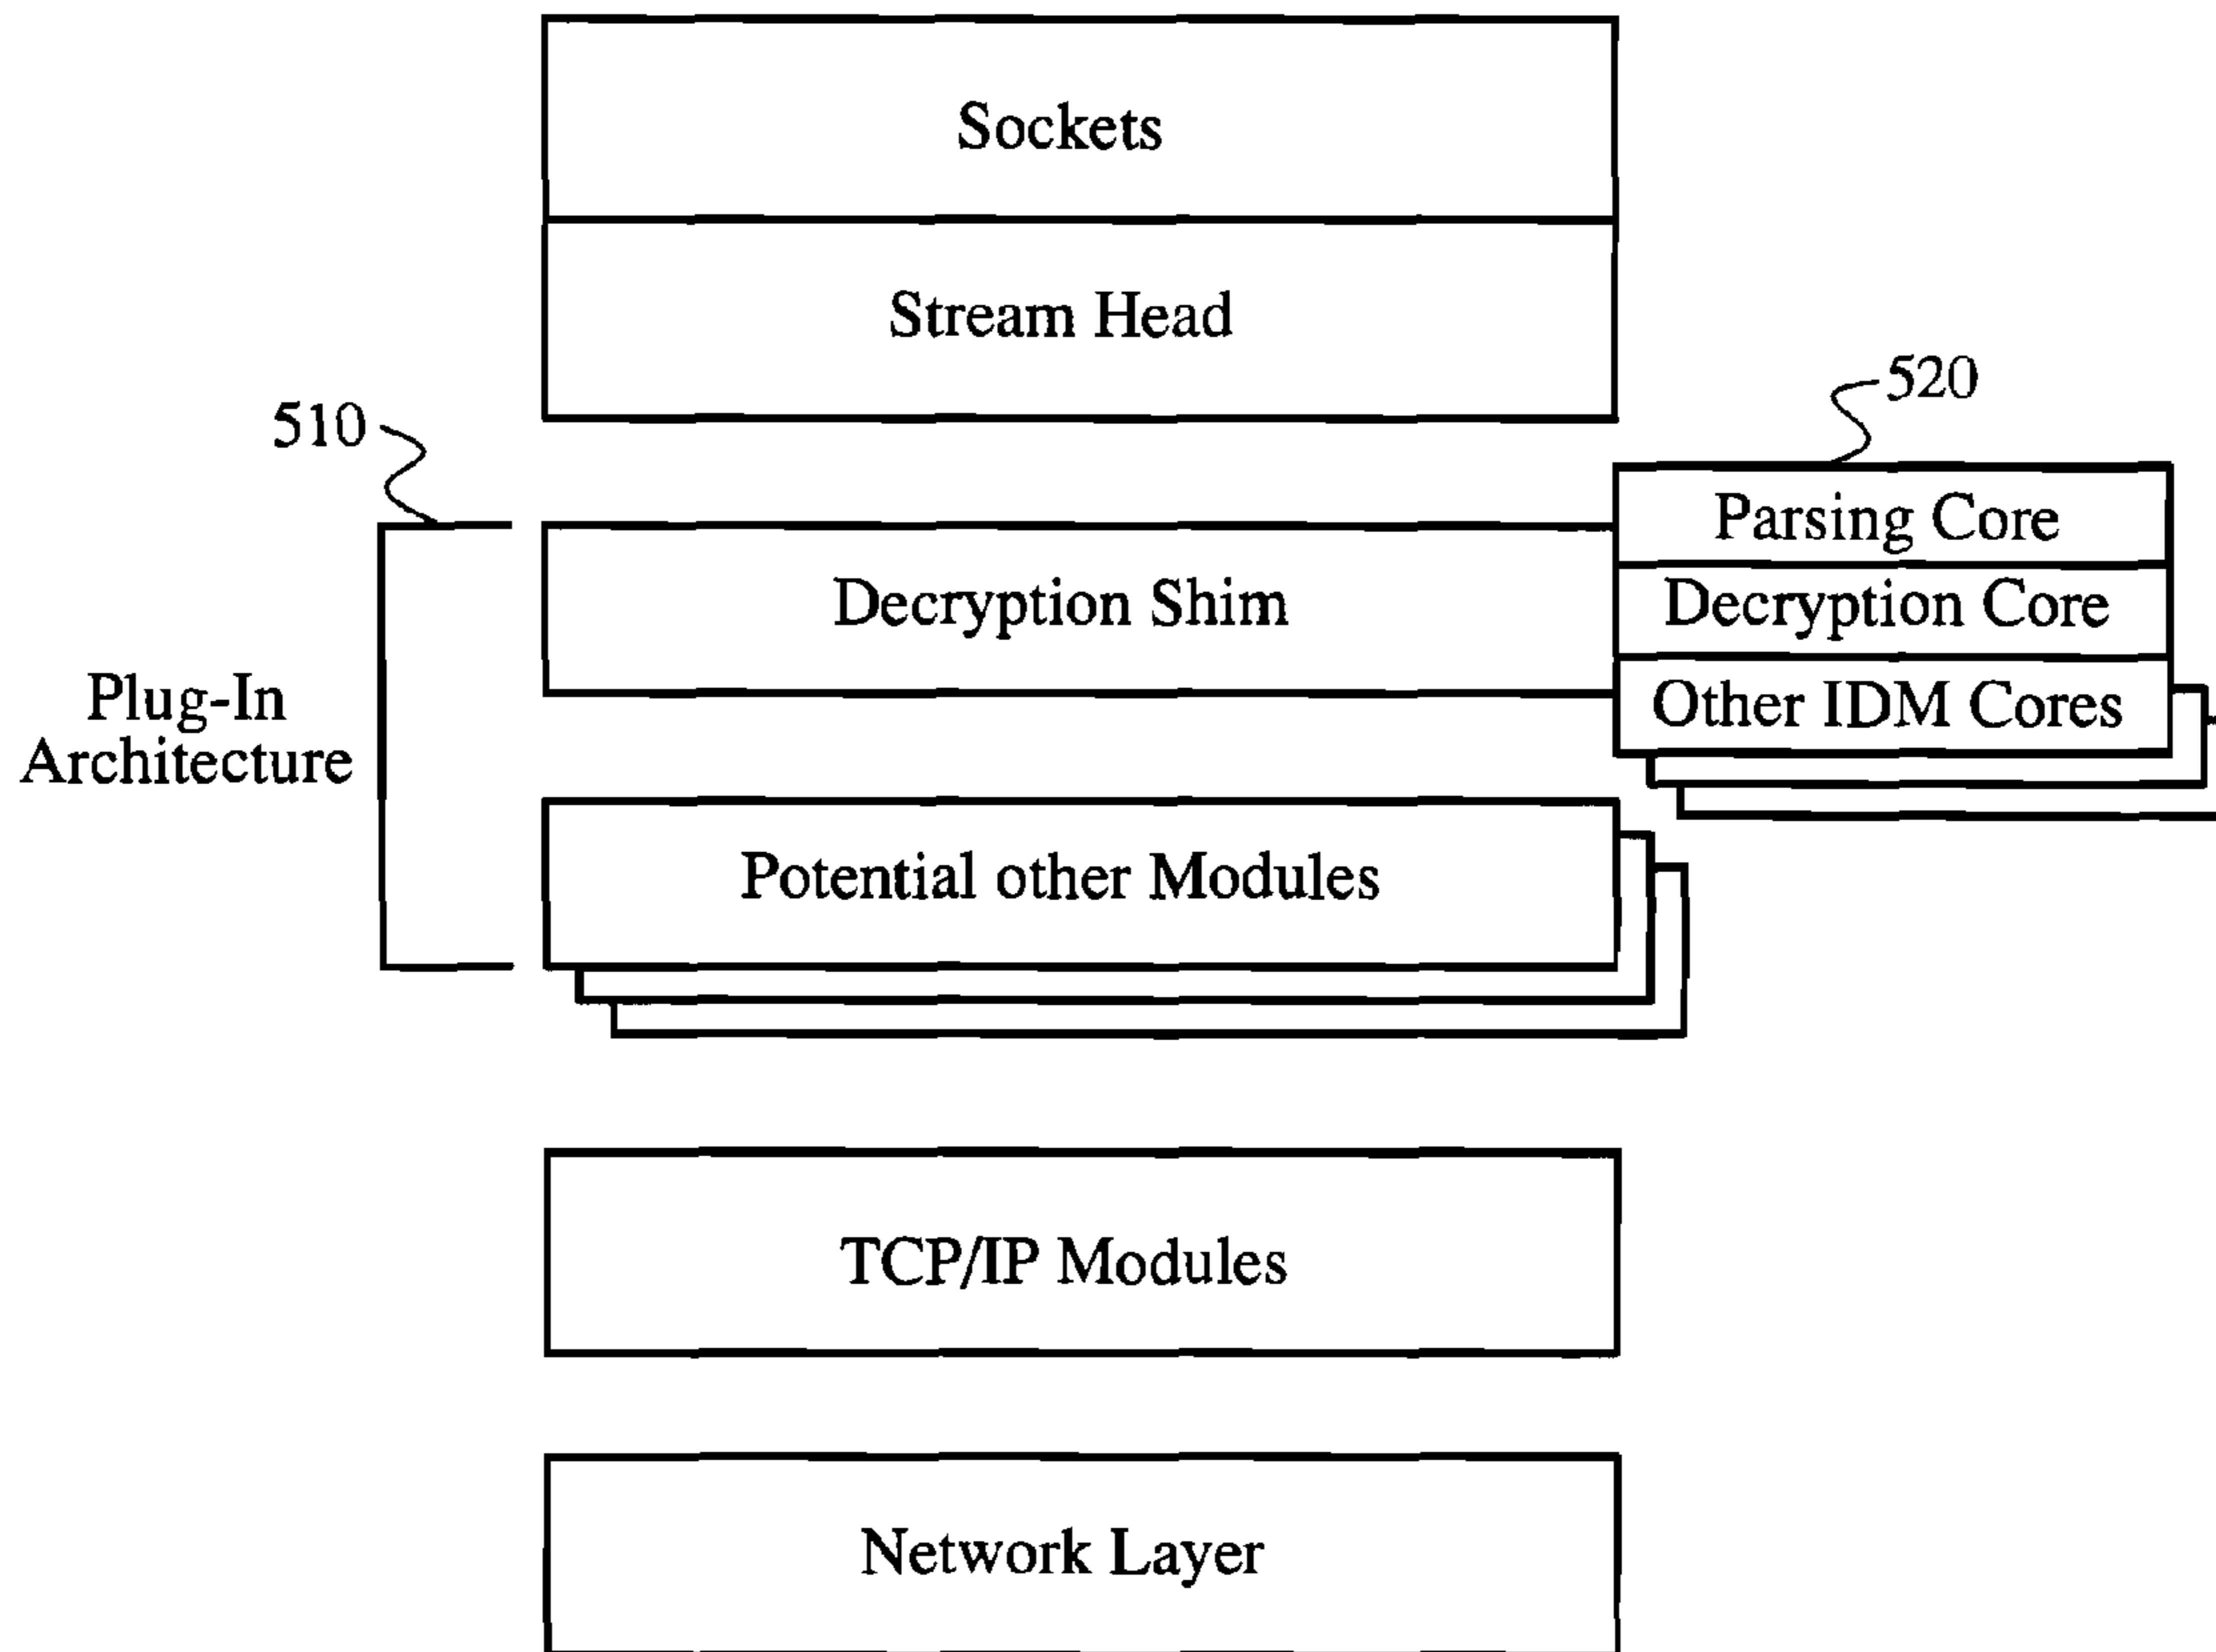 Sockets
Stream Head
510
520
Parsing Core
Decryption Shim
Decryption Core
Other IDM Cores
Plug-In
Architecture
Potential other Modules
TCP/IP Modules
Network Layer